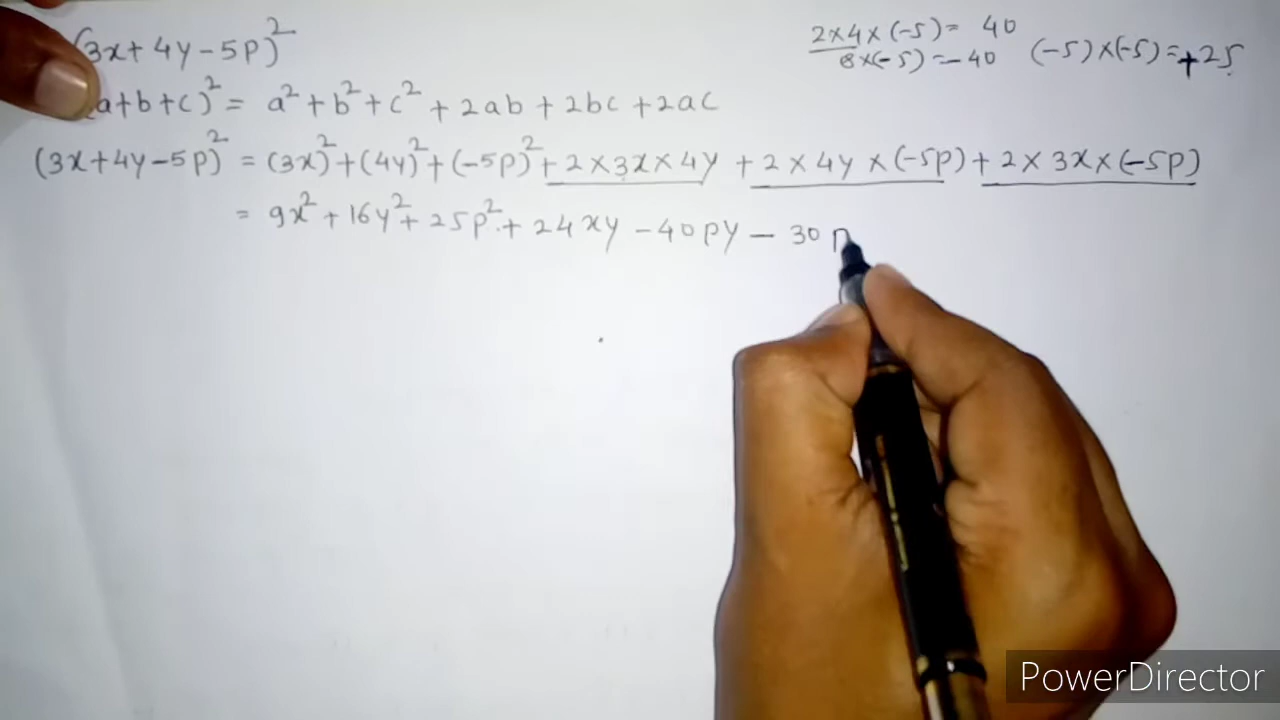 (3x+4y-5p)²
2×4×(-5)= 40
8×(-5)=-40
(-5)×(-5)=+25
a+b+c)² = a²+b²+c²+2ab+2bc+2ac
(3x+4y-5p)² = (3x)²+(4y)²+(-5p)²+2×3x×4y+2×4y×(-5p)+2×3x×(-5p)
= 9x²+16y²+25p²+24xy-40py-30p
PowerDirector